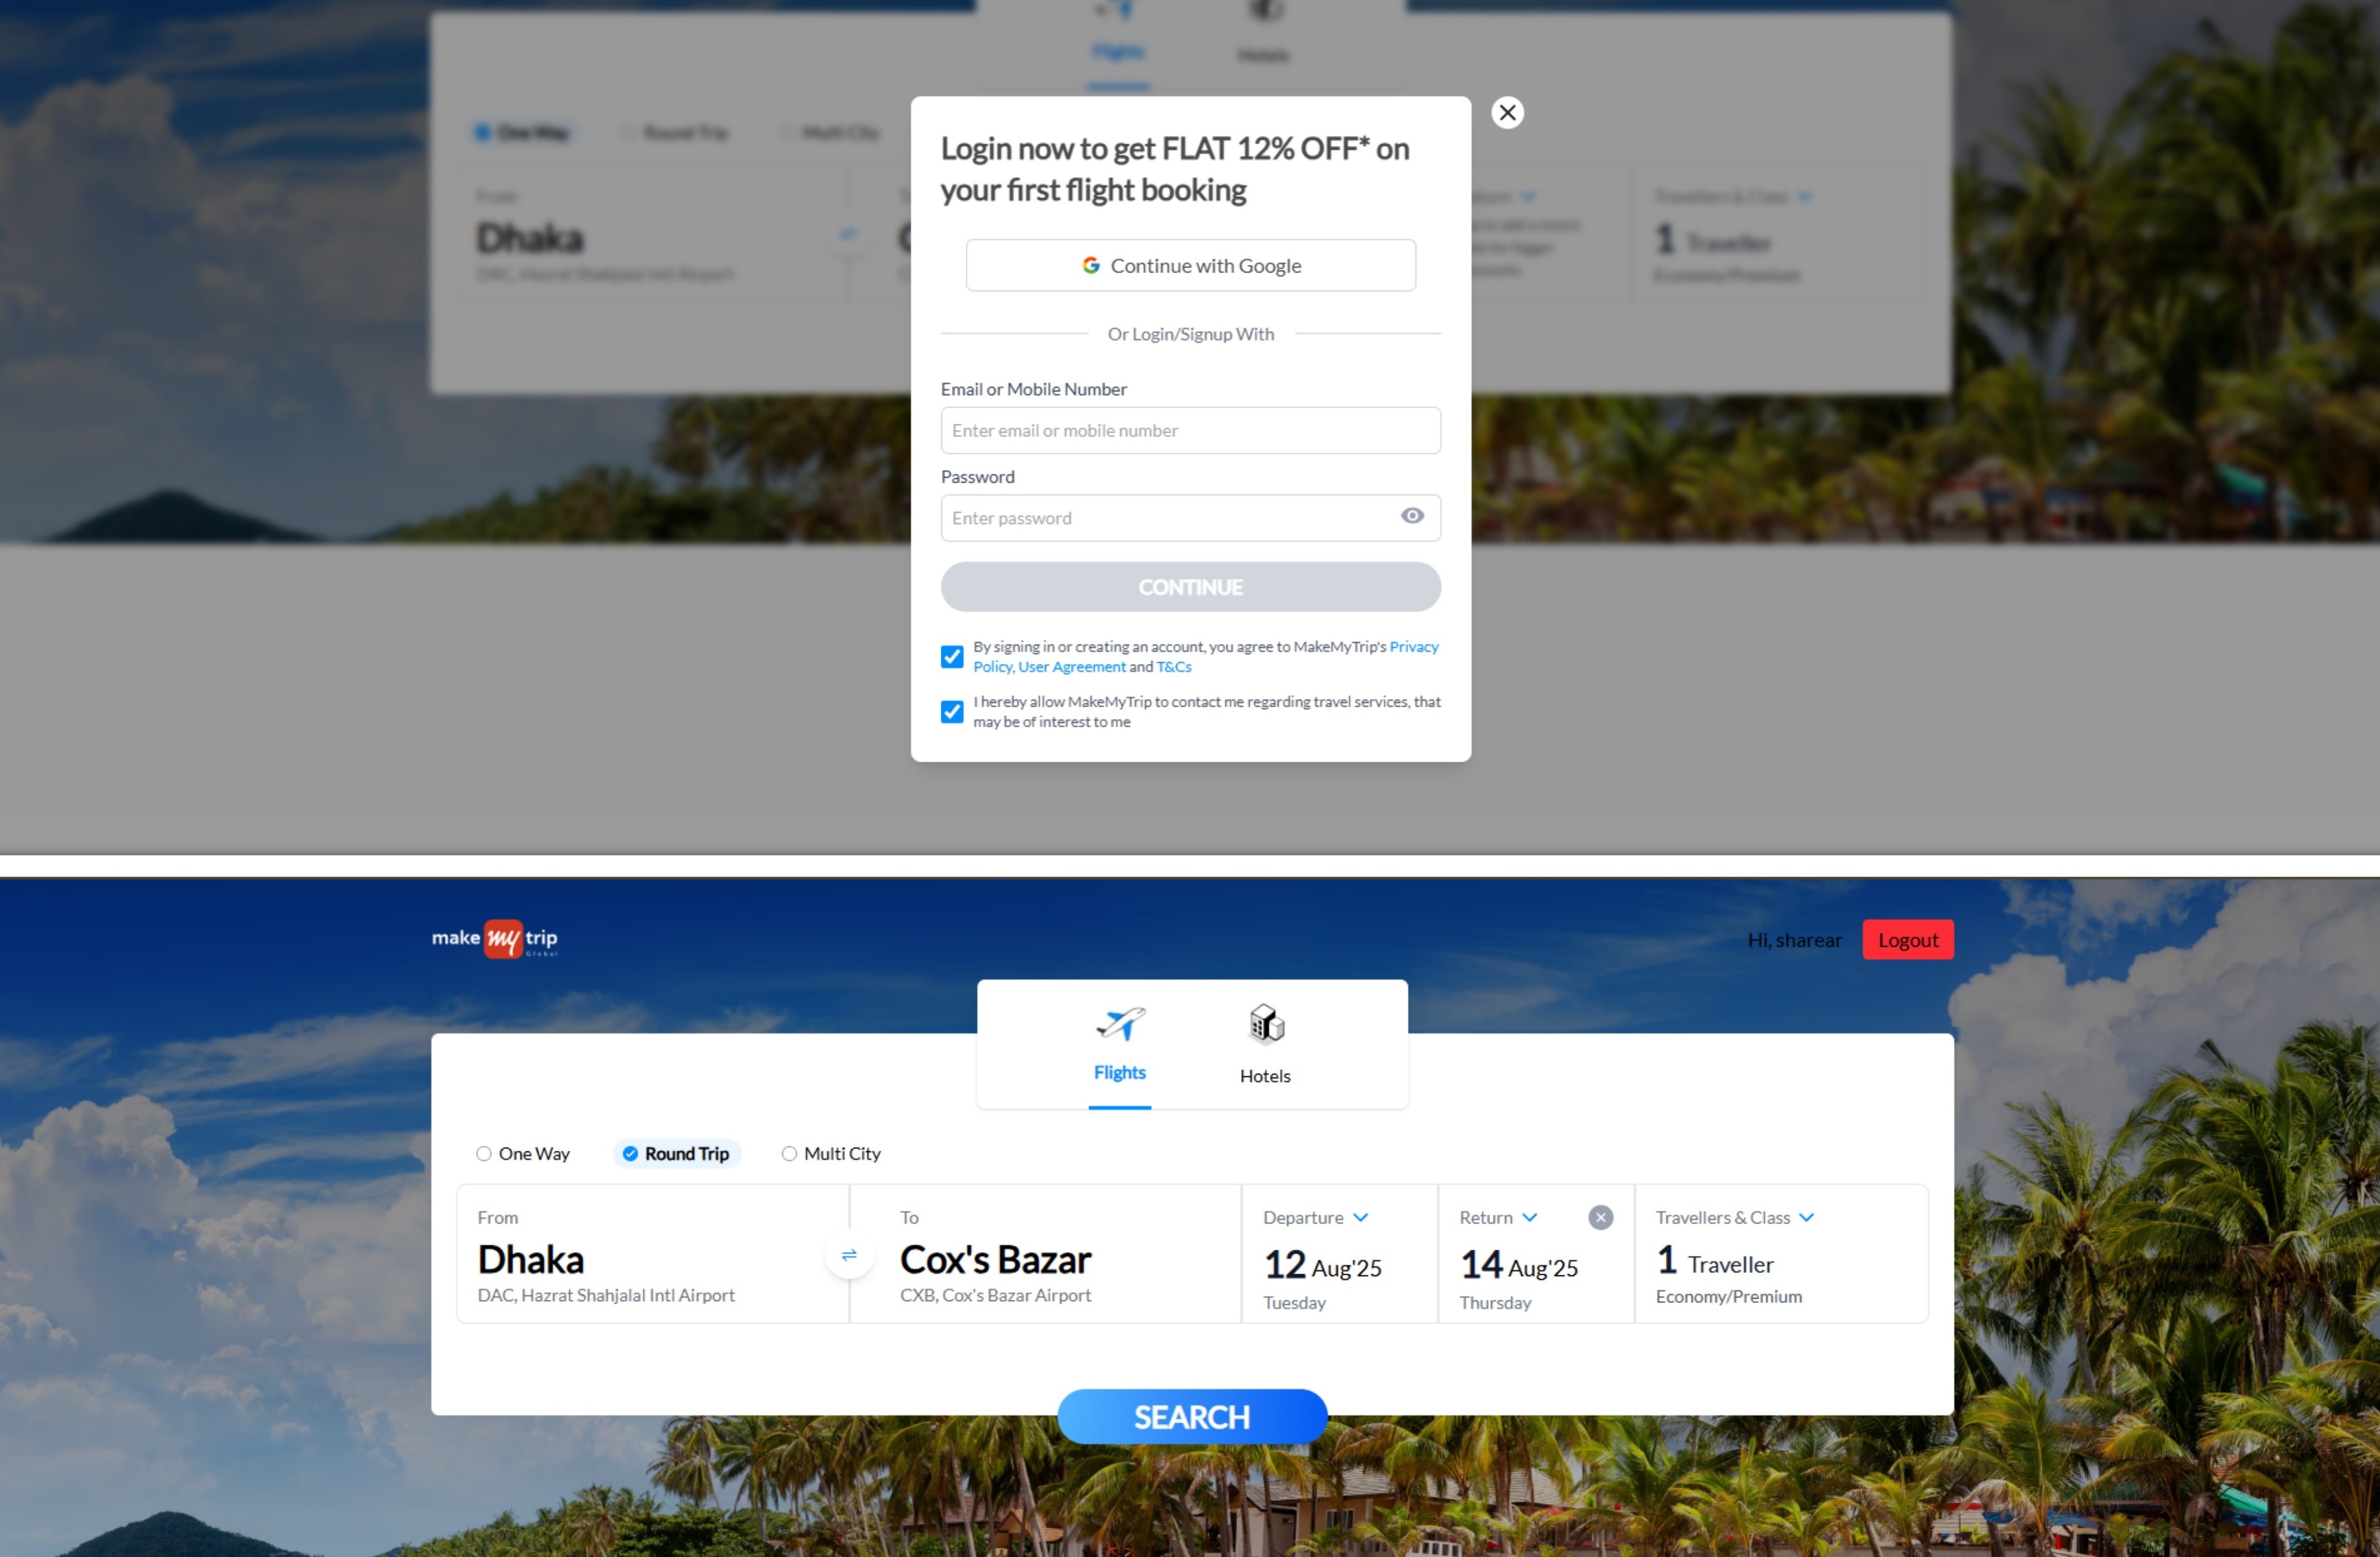 Flights
Hotels
Login now to get FLAT 12% OFF* on
your first flight booking
One Way
Round Trip
Multi City
Continue with Google
From
Travellers & Class
Dhaka
1 Traveller
DAC, Hazrat Shahjalal Intl Airport
Economy/Premium
Or Login/Signup With
Email or Mobile Number
Enter email or mobile number
Password
Enter password
CONTINUE
By signing in or creating an account, you agree to MakeMyTrip's Privacy
Policy, User Agreement and T&Cs
I hereby allow MakeMyTrip to contact me regarding travel services, that
may be of interest to me
make my trip
Global
Hi, sharear
Logout
Flights
Hotels
One Way
Round Trip
Multi City
From
To
Departure
Return
Travellers & Class
Dhaka
Cox's Bazar
12 Aug'25
14 Aug'25
1 Traveller
DAC, Hazrat Shahjalal Intl Airport
CXB, Cox's Bazar Airport
Tuesday
Thursday
Economy/Premium
SEARCH